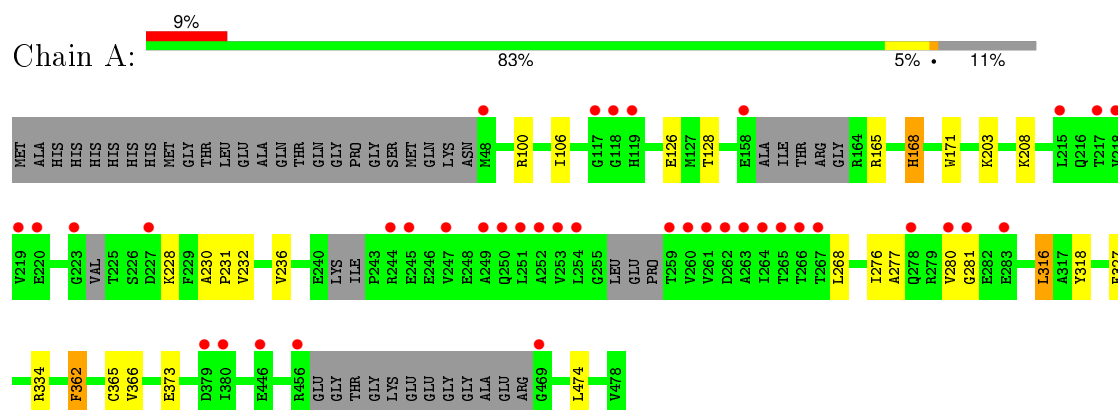 9%
Chain A:
83% 5% • 11%
MET ALA HIS HIS HIS HIS HIS HIS MET GLY THR LEU GLU ALA GLN THR GLN GLY PRO GLY SER MET GLN LYS ASN M48 R100 I106 G117 G118 H119 E126 M127 T128 E158 ALA ILE THR ARG GLY R164 R165 H168 W171 K203 K208 L215 Q216 T217 V218
V219 E220 G223 VAL T225 S226 D227 K228 F229 A230 P231 V232 V236 E240 LYS ILE P243 R244 E245 E246 V247 E248 A249 Q250 L251 A252 V253 L254 G255 LEU GLU PRO T259 V260 V261 D262 A263 I264 T265 T266 T267 L268 I276 A277 Q278 R279 V280 G281 E282 E283 L316 A317 Y318 E327
R334 F362 C365 V366 E373 D379 I380 E446 R456 GLU GLY THR GLY LYS GLU GLU GLY GLY ALA GLU ARG G469 L474 V478